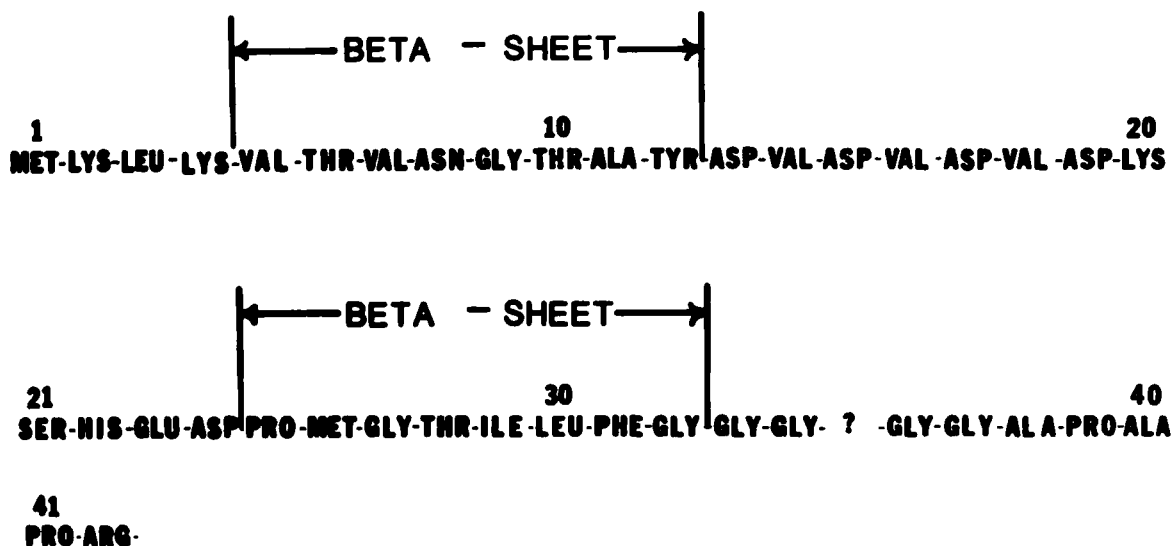 BETA - SHEET
1 10 20
MET-LYS-LEU-LYS-VAL-THR-VAL-ASN-GLY-THR-ALA-TYR-ASP-VAL-ASP-VAL-ASP-VAL-ASP-LYS
BETA - SHEET
21 30 40
SER-HIS-GLU-ASP-PRO-MET-GLY-THR-ILE-LEU-PHE-GLY-GLY-GLY- ? -GLY-GLY-ALA-PRO-ALA
41
PRO-ARG-